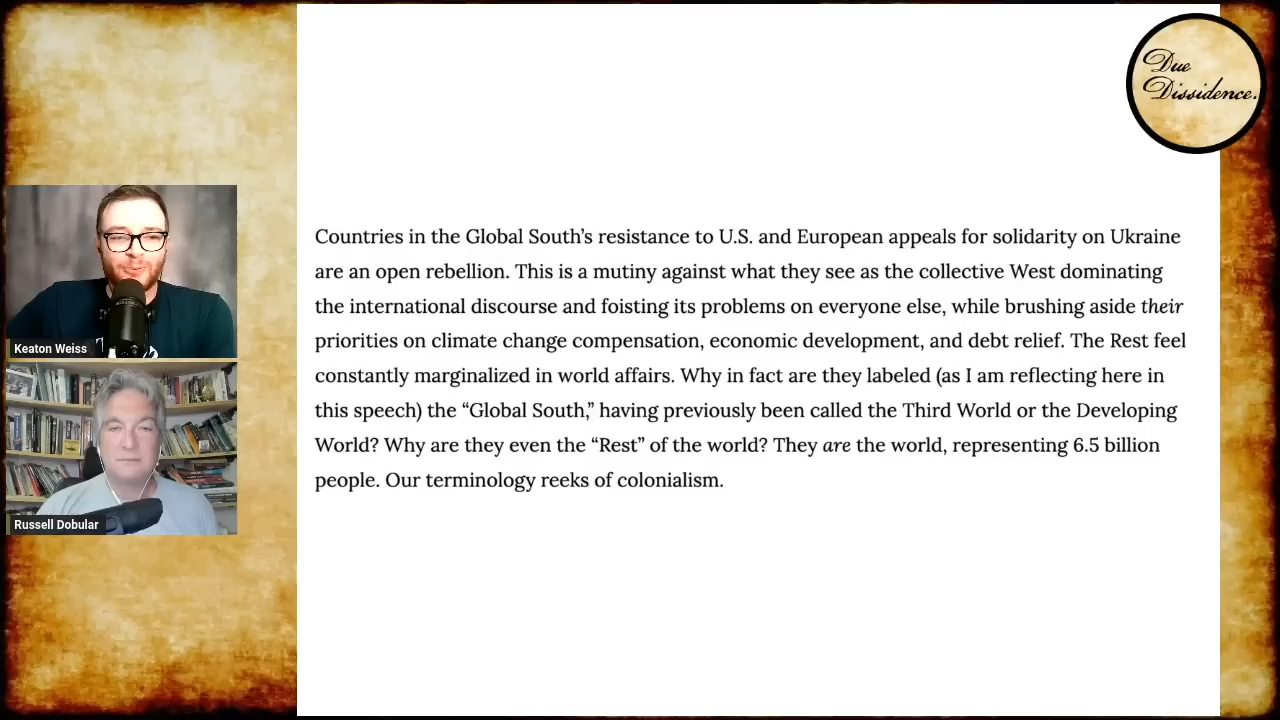 Due
Dissidence.
Countries in the Global South’s resistance to U.S. and European appeals for solidarity on Ukraine
are an open rebellion. This is a mutiny against what they see as the collective West dominating
the international discourse and foisting its problems on everyone else, while brushing aside their
priorities on climate change compensation, economic development, and debt relief. The Rest feel
constantly marginalized in world affairs. Why in fact are they labeled (as I am reflecting here in
this speech) the “Global South,” having previously been called the Third World or the Developing
World? Why are they even the “Rest” of the world? They are the world, representing 6.5 billion
people. Our terminology reeks of colonialism.
Keaton Weiss
Russell Dobular